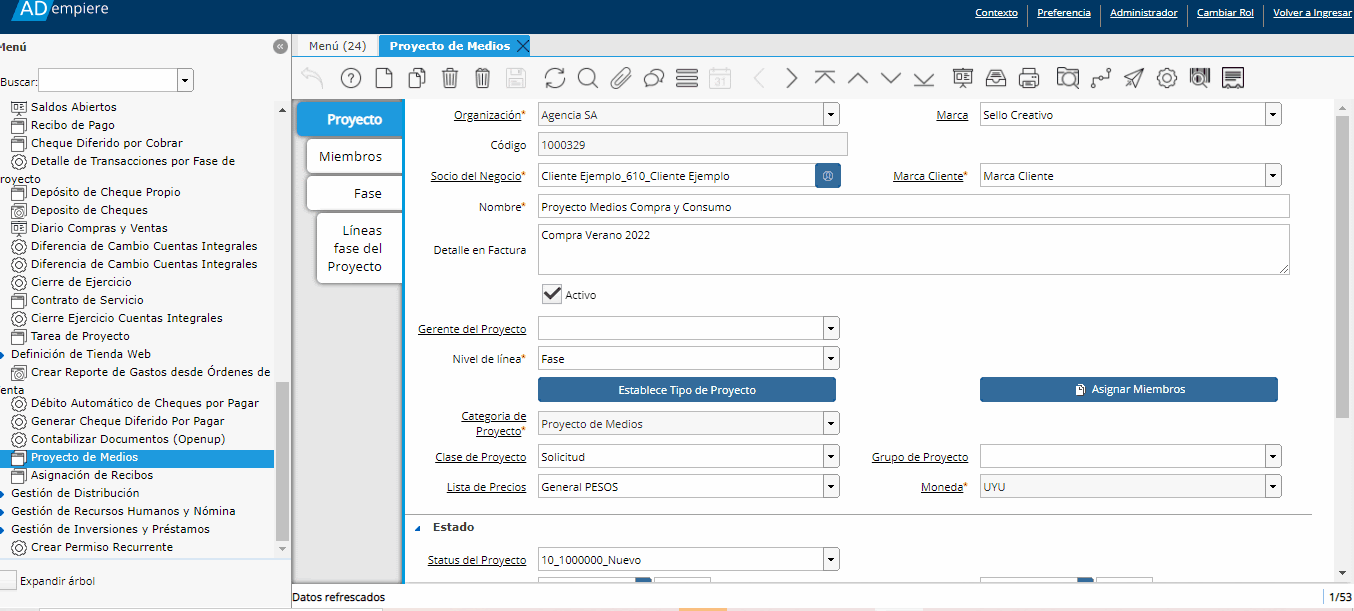 ADempiere
Contexto
Preferencia
Administrador
Cambiar Rol
Volver a Ingresar
Menú
Buscar:
Saldos Abiertos
Recibo de Pago
Cheque Diferido por Cobrar
Detalle de Transacciones por Fase de
royecto
Depósito de Cheque Propio
Deposito de Cheques
Diario Compras y Ventas
Diferencia de Cambio Cuentas Integrales
Diferencia de Cambio Cuentas Integrales
Cierre de Ejercicio
Contrato de Servicio
Cierre Ejercicio Cuentas Integrales
Tarea de Proyecto
Definición de Tienda Web
Crear Reporte de Gastos desde Órdenes de
enta
Débito Automático de Cheques por Pagar
Generar Cheque Diferido Por Pagar
Contabilizar Documentos (Openup)
Proyecto de Medios
Asignación de Recibos
Gestión de Distribución
Gestión de Recursos Humanos y Nómina
Gestión de Inversiones y Préstamos
Crear Permiso Recurrente
Expandir árbol
Menú (24)
Proyecto de Medios
31
Proyecto
Miembros
Fase
Líneas
fase del
Proyecto
Organización* Agencia SA
Marca Sello Creativo
Código 1000329
Socio del Negocio* Cliente Ejemplo_610_Cliente Ejemplo
Marca Cliente* Marca Cliente
Nombre* Proyecto Medios Compra y Consumo
Detalle en Factura Compra Verano 2022
Activo
Gerente del Proyecto
Nivel de línea* Fase
Establece Tipo de Proyecto
Asignar Miembros
Categoria de
Proyecto* Proyecto de Medios
Clase de Proyecto Solicitud
Grupo de Proyecto
Lista de Precios General PESOS
Moneda* UYU
Estado
Status del Proyecto 10_1000000_Nuevo
Datos refrescados
1/53